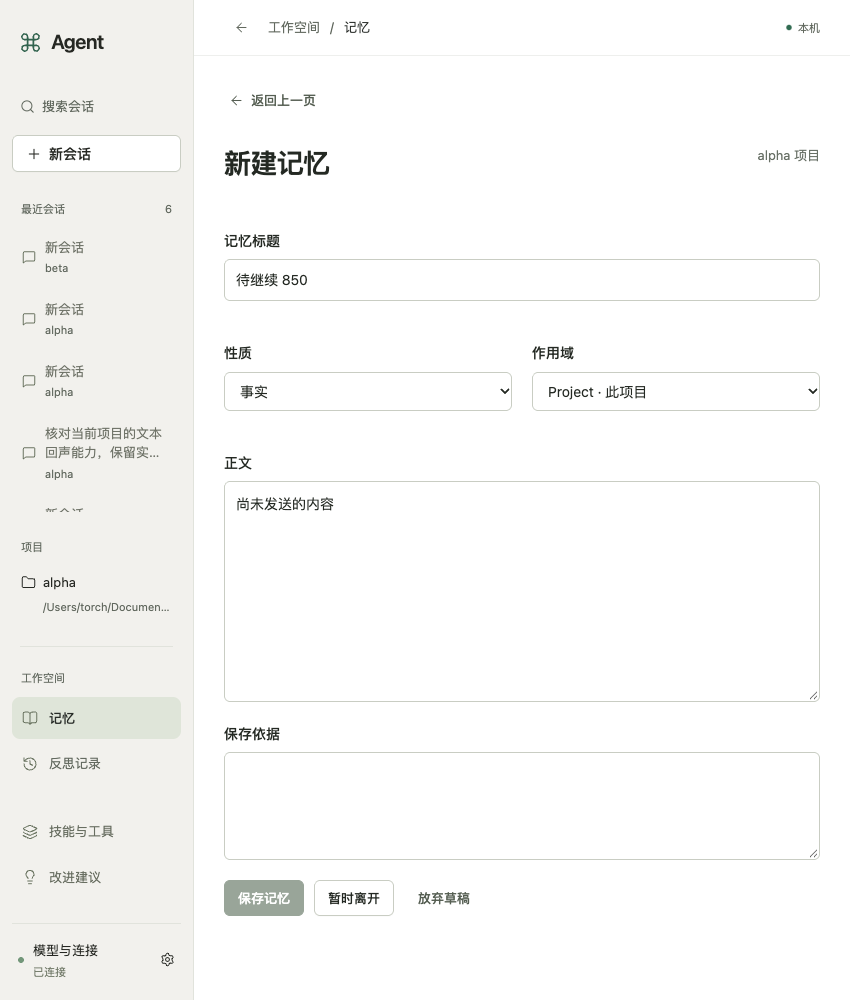 Agent
搜索会话
新会话
最近会话 6
新会话
beta
新会话
alpha
新会话
alpha
核对当前项目的文本
回声能力，保留实...
alpha
项目
alpha
/Users/torch/Documen...
工作空间
记忆
反思记录
技能与工具
改进建议
模型与连接
已连接
工作空间 / 记忆
本机
返回上一页
新建记忆
alpha 项目
记忆标题
待继续 850
性质 作用域
事实 Project · 此项目
正文
尚未发送的内容
保存依据
保存记忆 暂时离开 放弃草稿